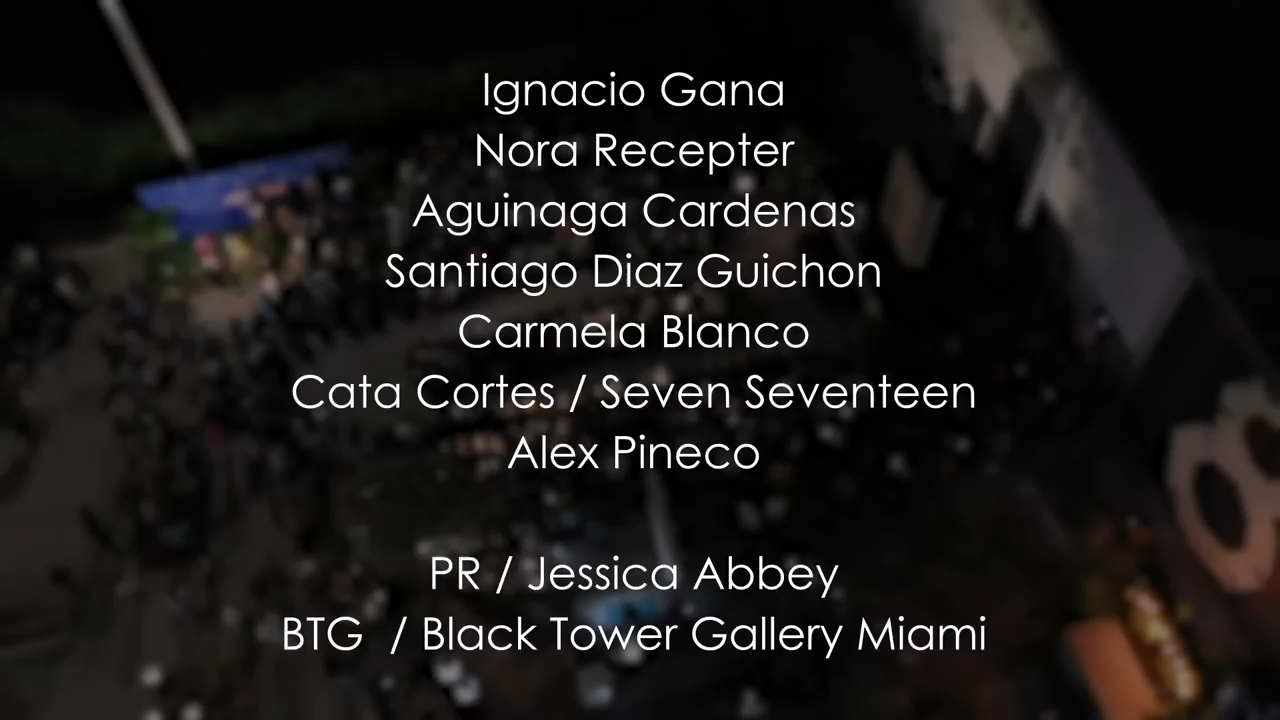 Ignacio Gana
Nora Recepter
Aguinaga Cardenas
Santiago Diaz Guichon
Carmela Blanco
Cata Cortes / Seven Seventeen
Alex Pineco
PR / Jessica Abbey
BTG / Black Tower Gallery Miami